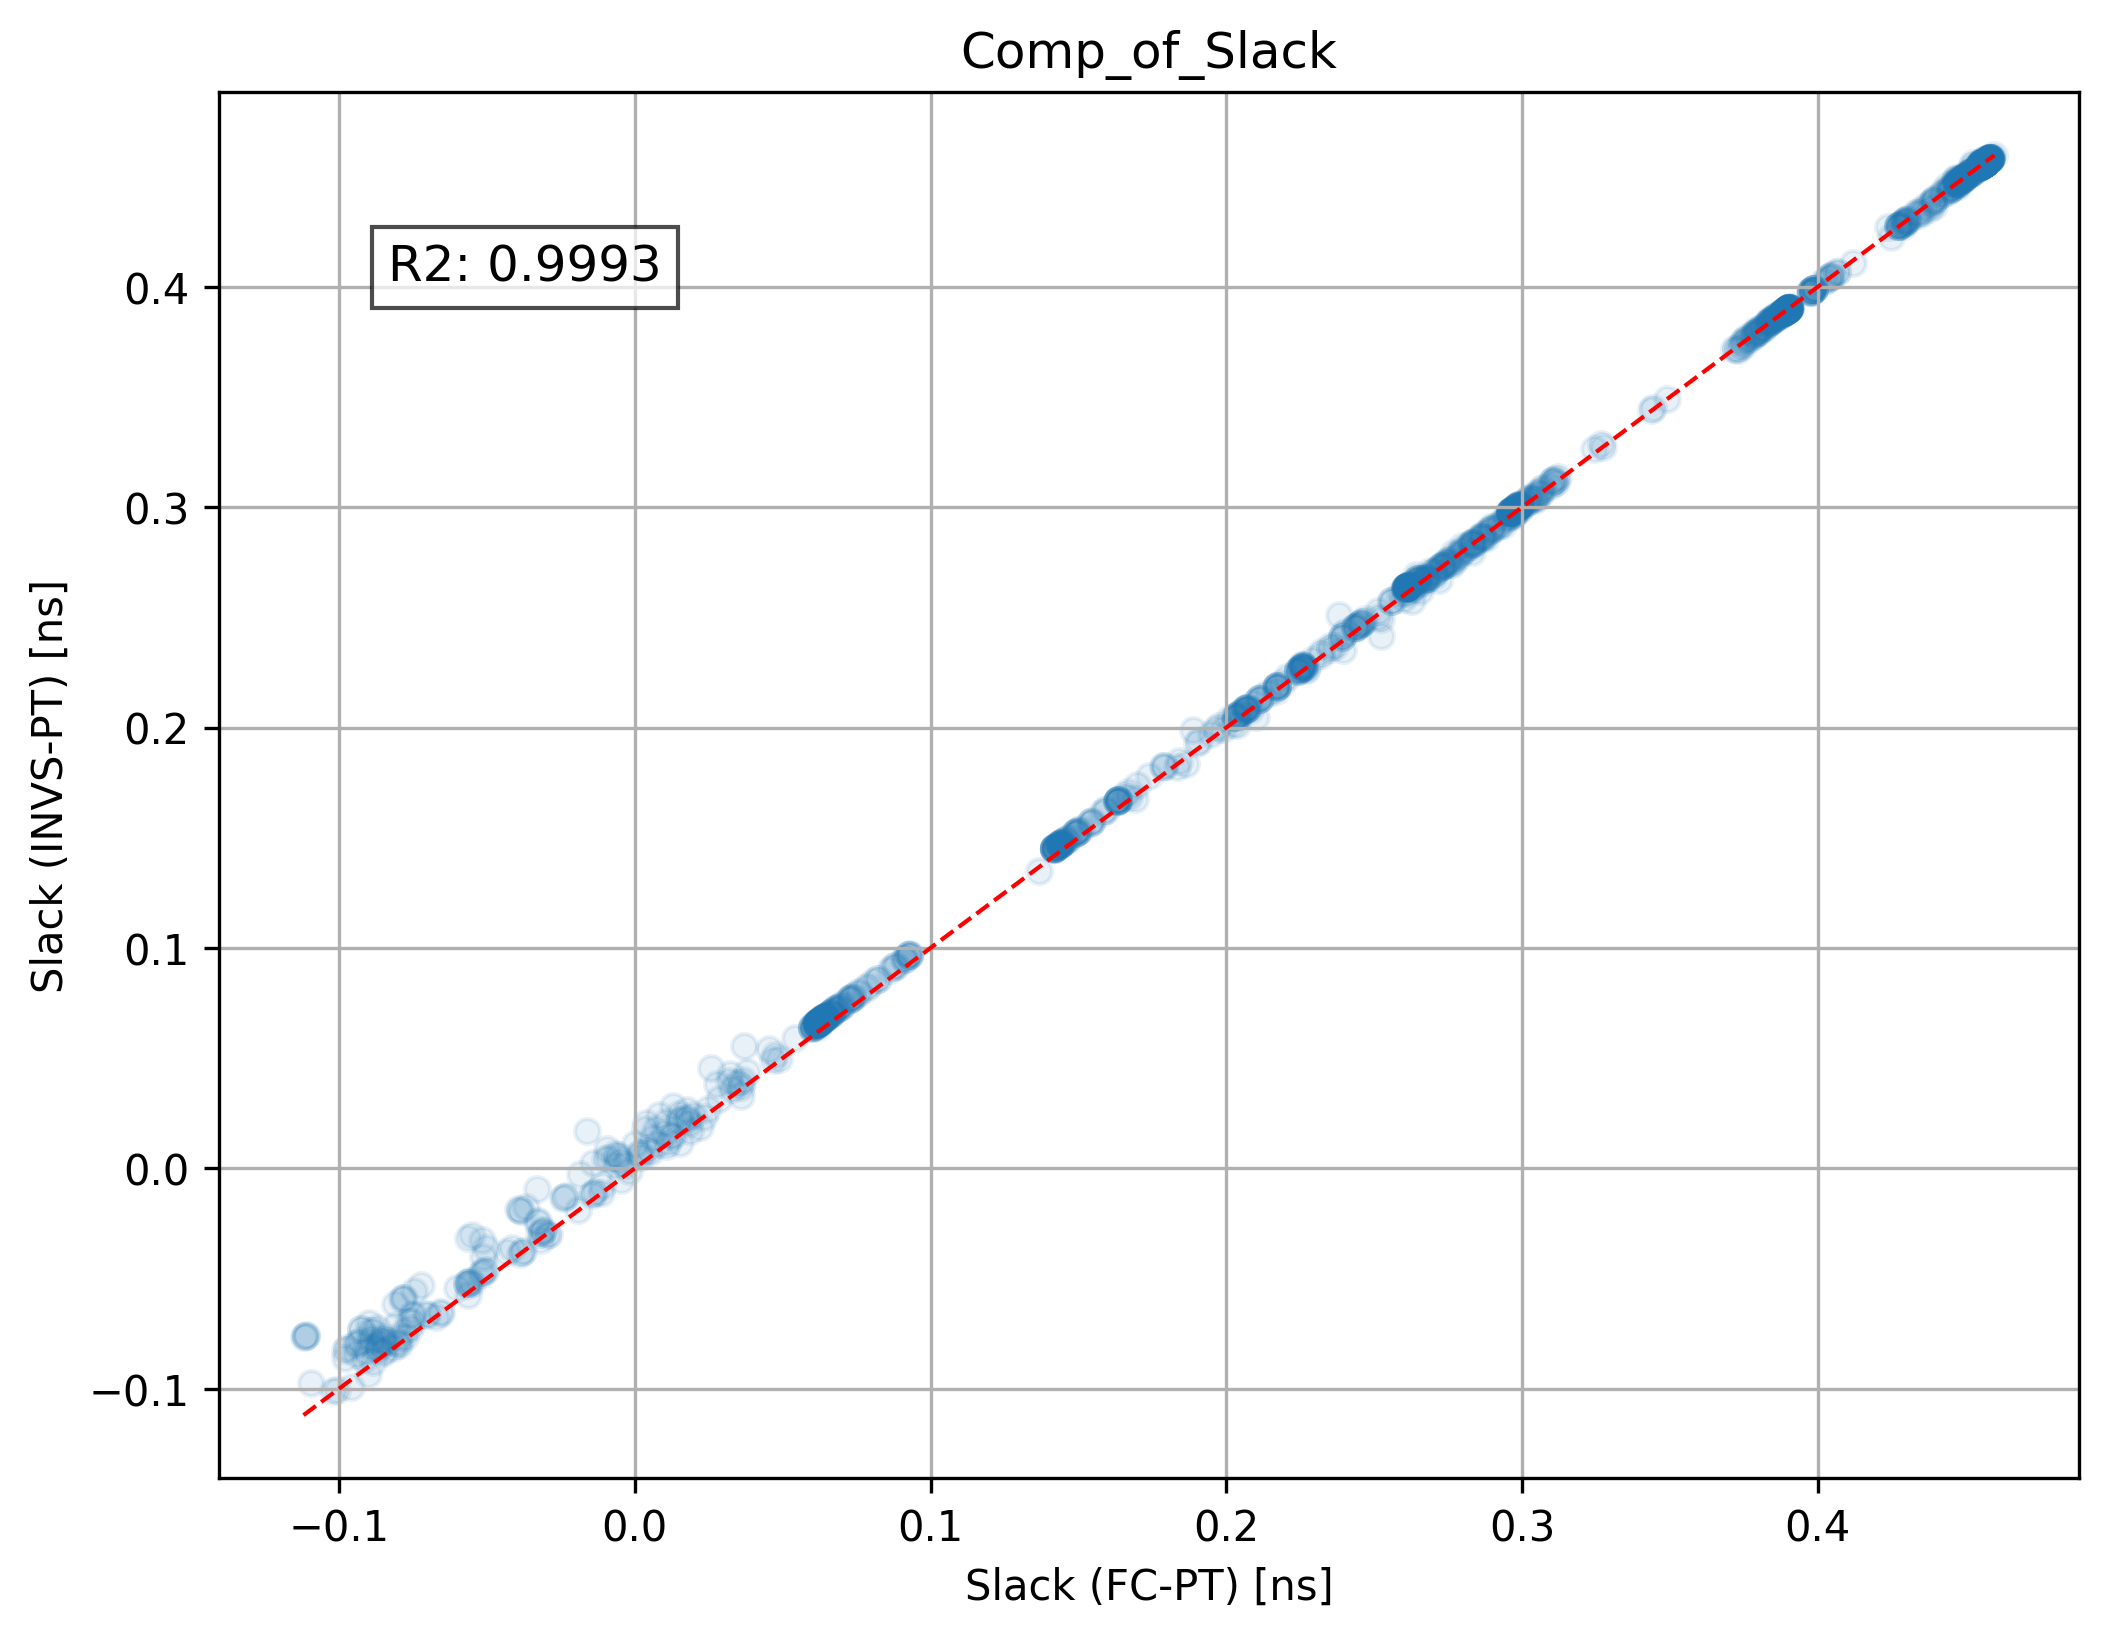 Comp_of_Slack
R2: 0.9993
Slack (INVS-PT) [ns]
0.4
0.3
0.2
0.1
0.0
−0.1
−0.1 0.0 0.1 0.2 0.3 0.4
Slack (FC-PT) [ns]